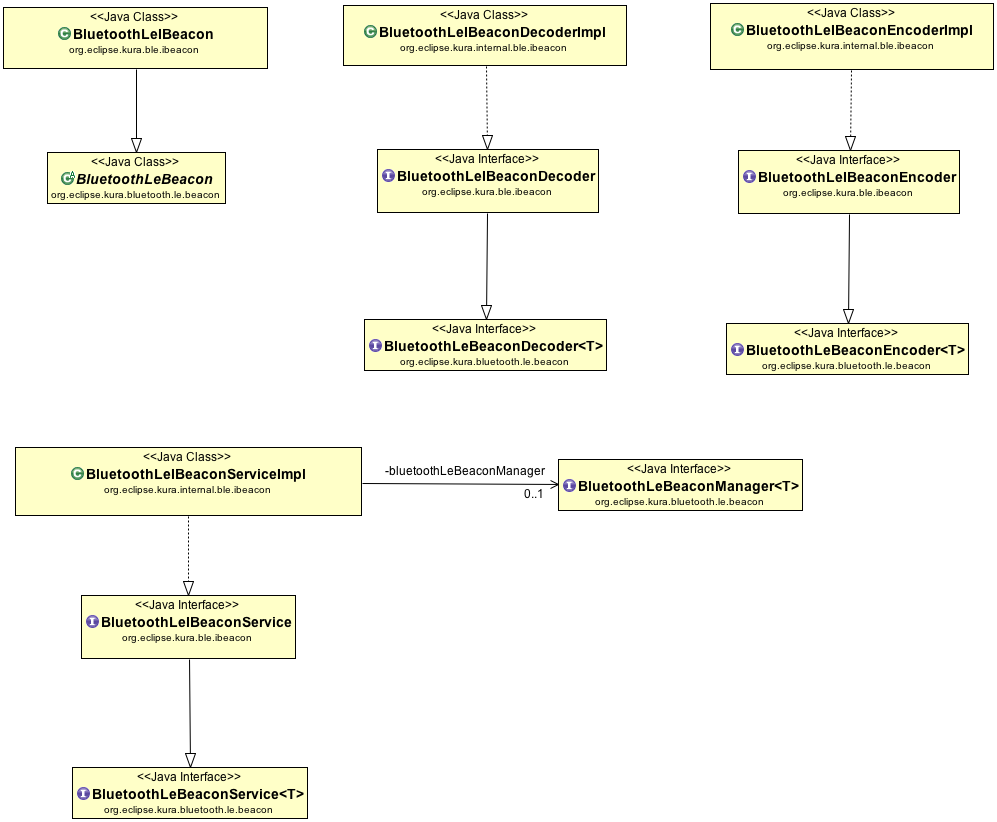 <<Java Class>>
BluetoothLeIBeacon
org.eclipse.kura.ble.ibeacon
<<Java Class>>
BluetoothLeBeacon
org.eclipse.kura.bluetooth.le.beacon
<<Java Class>>
BluetoothLeIBeaconDecoderImpl
org.eclipse.kura.internal.ble.ibeacon
<<Java Interface>>
BluetoothLeIBeaconDecoder
org.eclipse.kura.ble.ibeacon
<<Java Interface>>
BluetoothLeBeaconDecoder<T>
org.eclipse.kura.bluetooth.le.beacon
<<Java Class>>
BluetoothLeIBeaconEncoderImpl
org.eclipse.kura.internal.ble.ibeacon
<<Java Interface>>
BluetoothLeIBeaconEncoder
org.eclipse.kura.ble.ibeacon
<<Java Interface>>
BluetoothLeBeaconEncoder<T>
org.eclipse.kura.bluetooth.le.beacon
<<Java Class>>
BluetoothLeIBeaconServiceImpl
org.eclipse.kura.internal.ble.ibeacon
-bluetoothLeBeaconManager
0..1
<<Java Interface>>
BluetoothLeBeaconManager<T>
org.eclipse.kura.bluetooth.le.beacon
<<Java Interface>>
BluetoothLeIBeaconService
org.eclipse.kura.ble.ibeacon
<<Java Interface>>
BluetoothLeBeaconService<T>
org.eclipse.kura.bluetooth.le.beacon